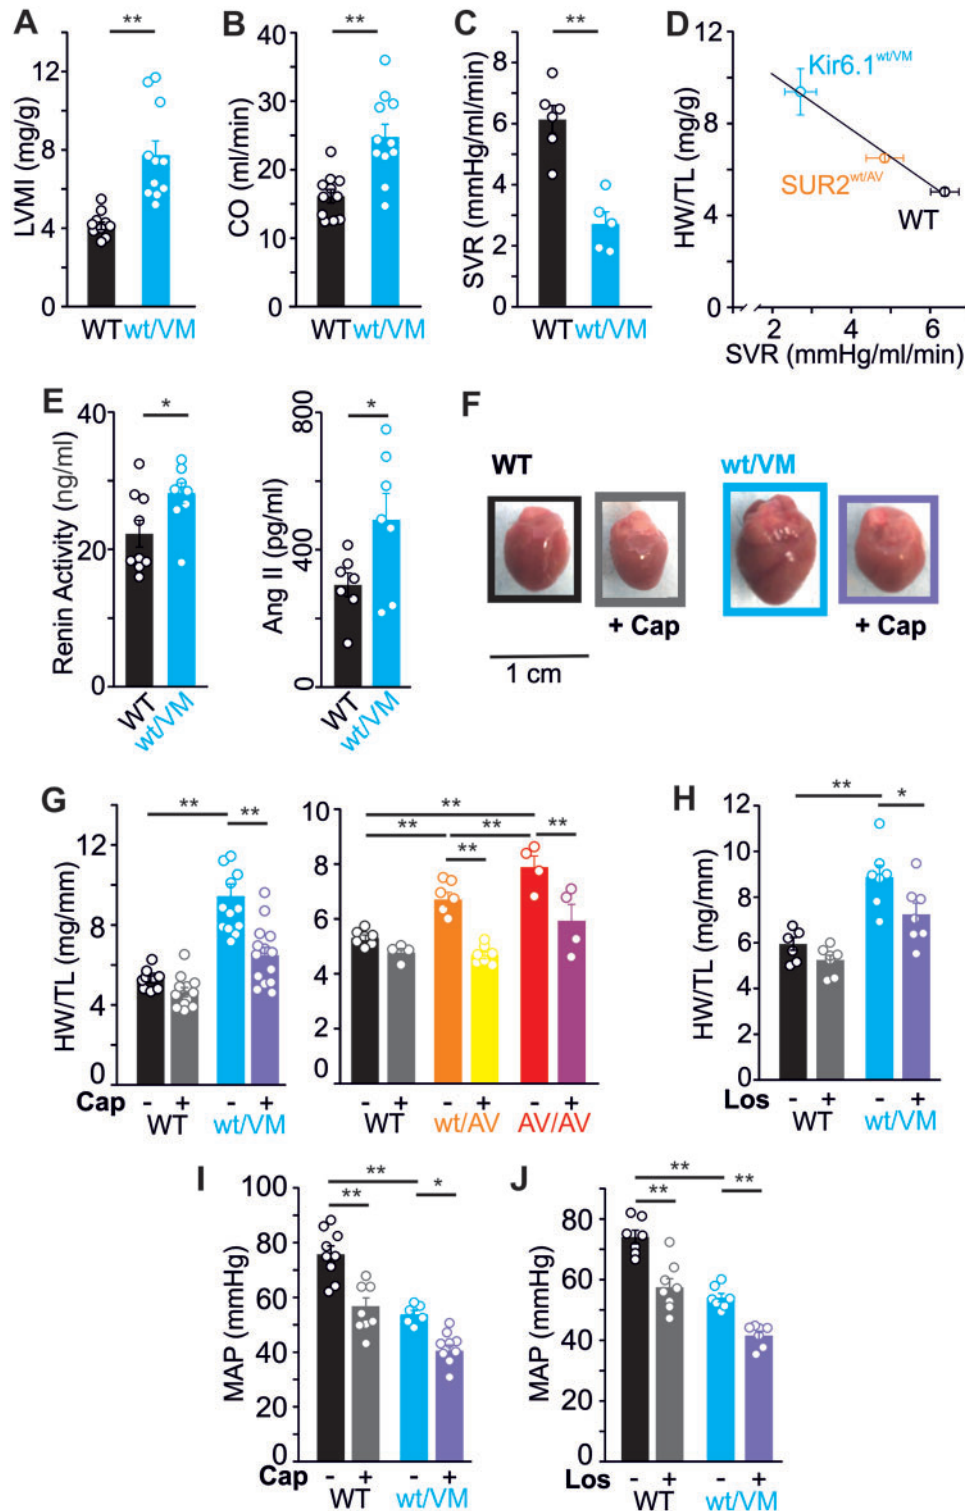 A
**
LVMI (mg/g)
12
8
4
0
WT wt/VM
B
**
CO (ml/min)
40
30
20
10
0
WT wt/VM
C
**
SVR (mmHg/ml/min)
8
6
4
2
0
WT wt/VM
D
HW/TL (mg/g)
12
8
4
0
Kir6.1wt/VM
SUR2wt/AV
WT
2 4 6
SVR (mmHg/ml/min)
E
*
Renin Activity (ng/ml)
40
20
0
WT
wt/VM
*
Ang II (pg/ml)
800
400
0
WT
wt/VM
F
WT
wt/VM
+ Cap
+ Cap
1 cm
G
** **
HW/TL (mg/mm)
12
8
4
0
Cap - + - +
WT wt/VM
**
** ** **
**
10
8
6
4
2
0
- + - + - +
WT wt/AV AV/AV
H
** *
HW/TL (mg/mm)
12
10
8
6
4
2
0
Los - + - +
WT wt/VM
I
**
** *
MAP (mmHg)
100
80
60
40
20
0
Cap - + - +
WT wt/VM
J
**
** **
MAP (mmHg)
80
60
40
20
0
Los - + - +
WT wt/VM